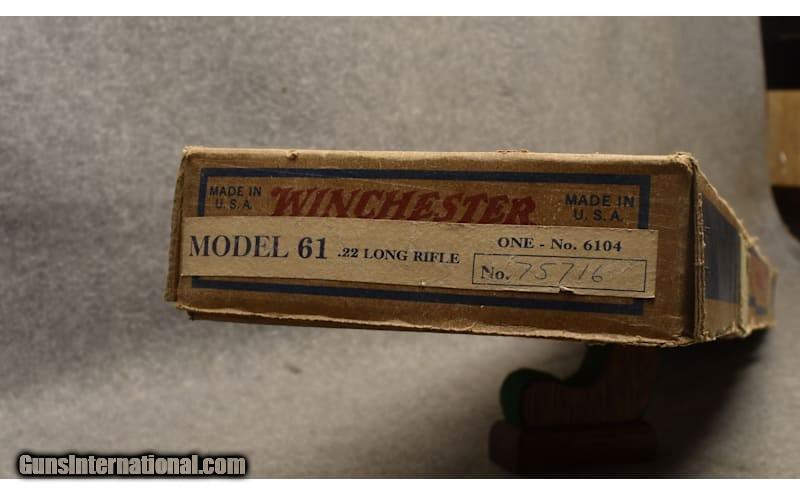 MADE IN
U.S.A.
WINCHESTER
MADE IN
U.S.A.
MODEL 61 .22 LONG RIFLE
ONE - No. 6104
No. 75716
GunsInternational.com